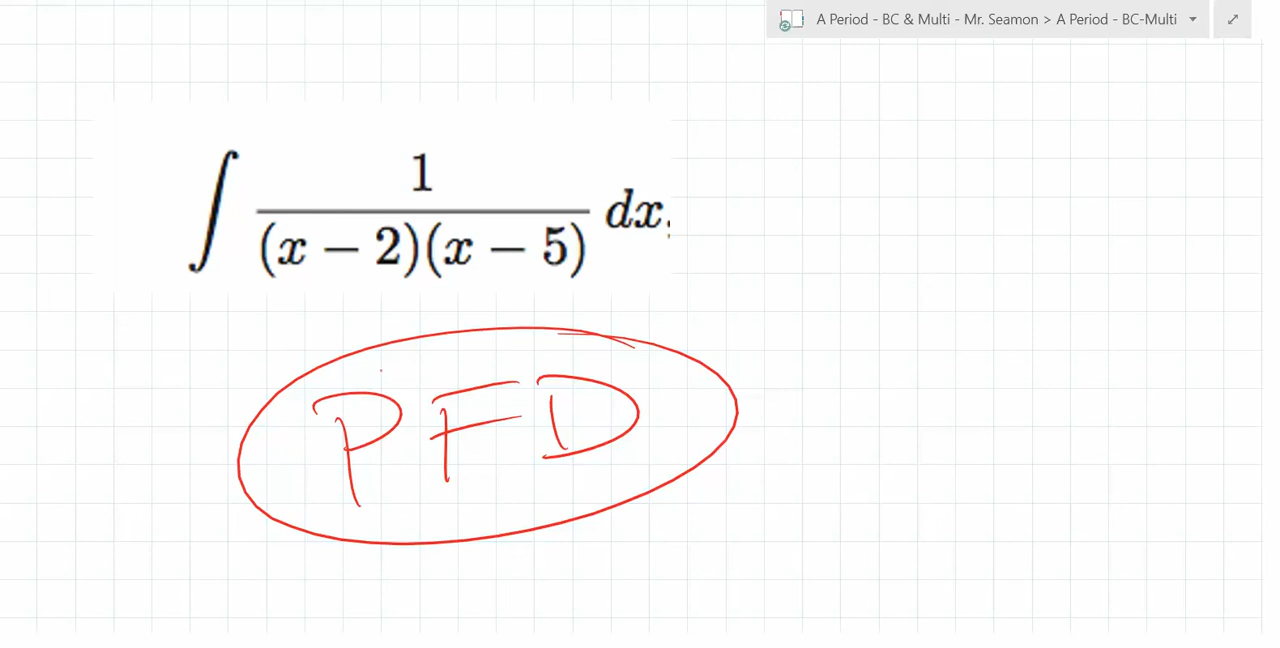 A Period - BC & Multi - Mr. Seamon > A Period - BC-Multi
∫ 1/((x − 2)(x − 5)) dx,
PFD